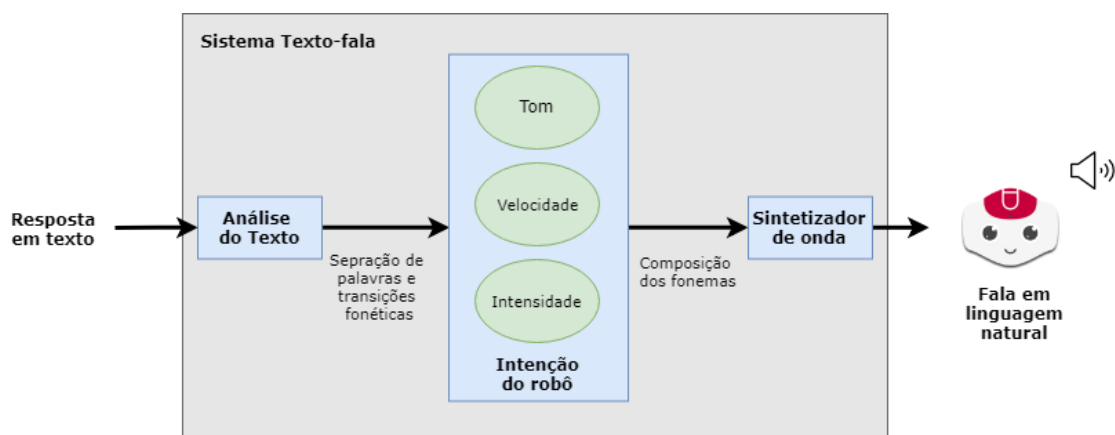 Sistema Texto-fala
Resposta
em texto
Análise
do Texto
Sepração de
palavras e
transições
fonéticas
Tom
Velocidade
Intensidade
Intenção
do robô
Composição
dos fonemas
Sintetizador
de onda
Fala em
linguagem
natural